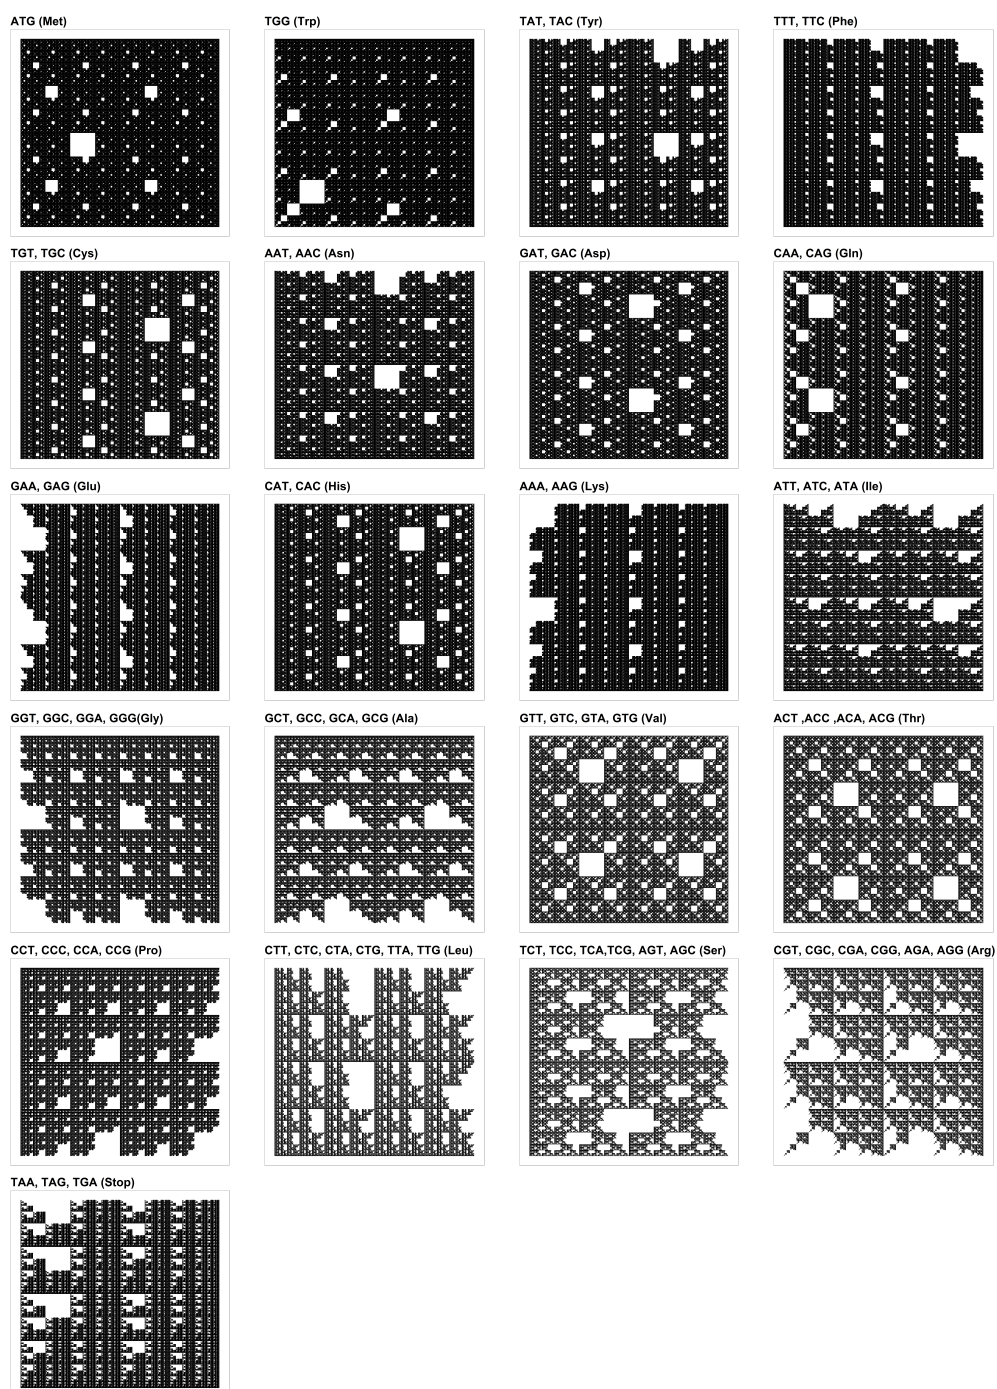 ATG (Met)
TGG (Trp)
TAT, TAC (Tyr)
TTT, TTC (Phe)
TGT, TGC (Cys)
AAT, AAC (Asn)
GAT, GAC (Asp)
CAA, CAG (Gln)
GAA, GAG (Glu)
CAT, CAC (His)
AAA, AAG (Lys)
ATT, ATC, ATA (Ile)
GGT, GGC, GGA, GGG(Gly)
GCT, GCC, GCA, GCG (Ala)
GTT, GTC, GTA, GTG (Val)
ACT ,ACC ,ACA, ACG (Thr)
CCT, CCC, CCA, CCG (Pro)
CTT, CTC, CTA, CTG, TTA, TTG (Leu)
TCT, TCC, TCA,TCG, AGT, AGC (Ser)
CGT, CGC, CGA, CGG, AGA, AGG (Arg)
TAA, TAG, TGA (Stop)